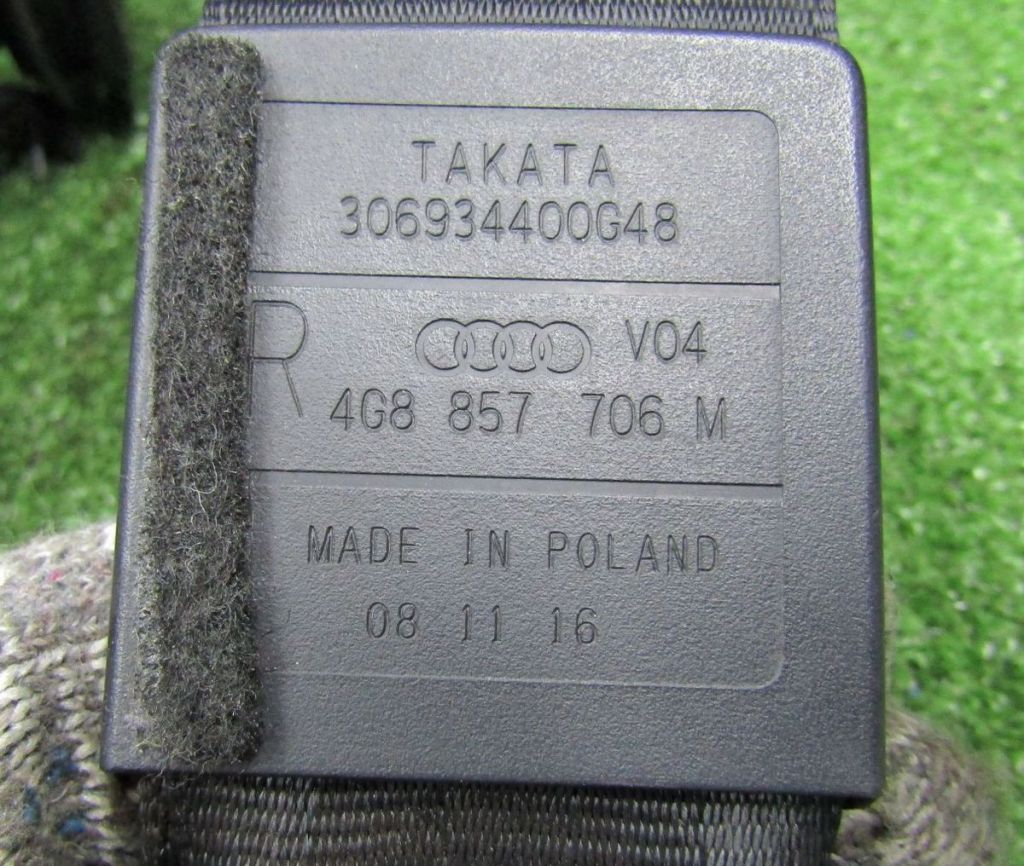 TAKATA
306934400G48
R V04
4G8 857 706 M
MADE IN POLAND
08 11 16